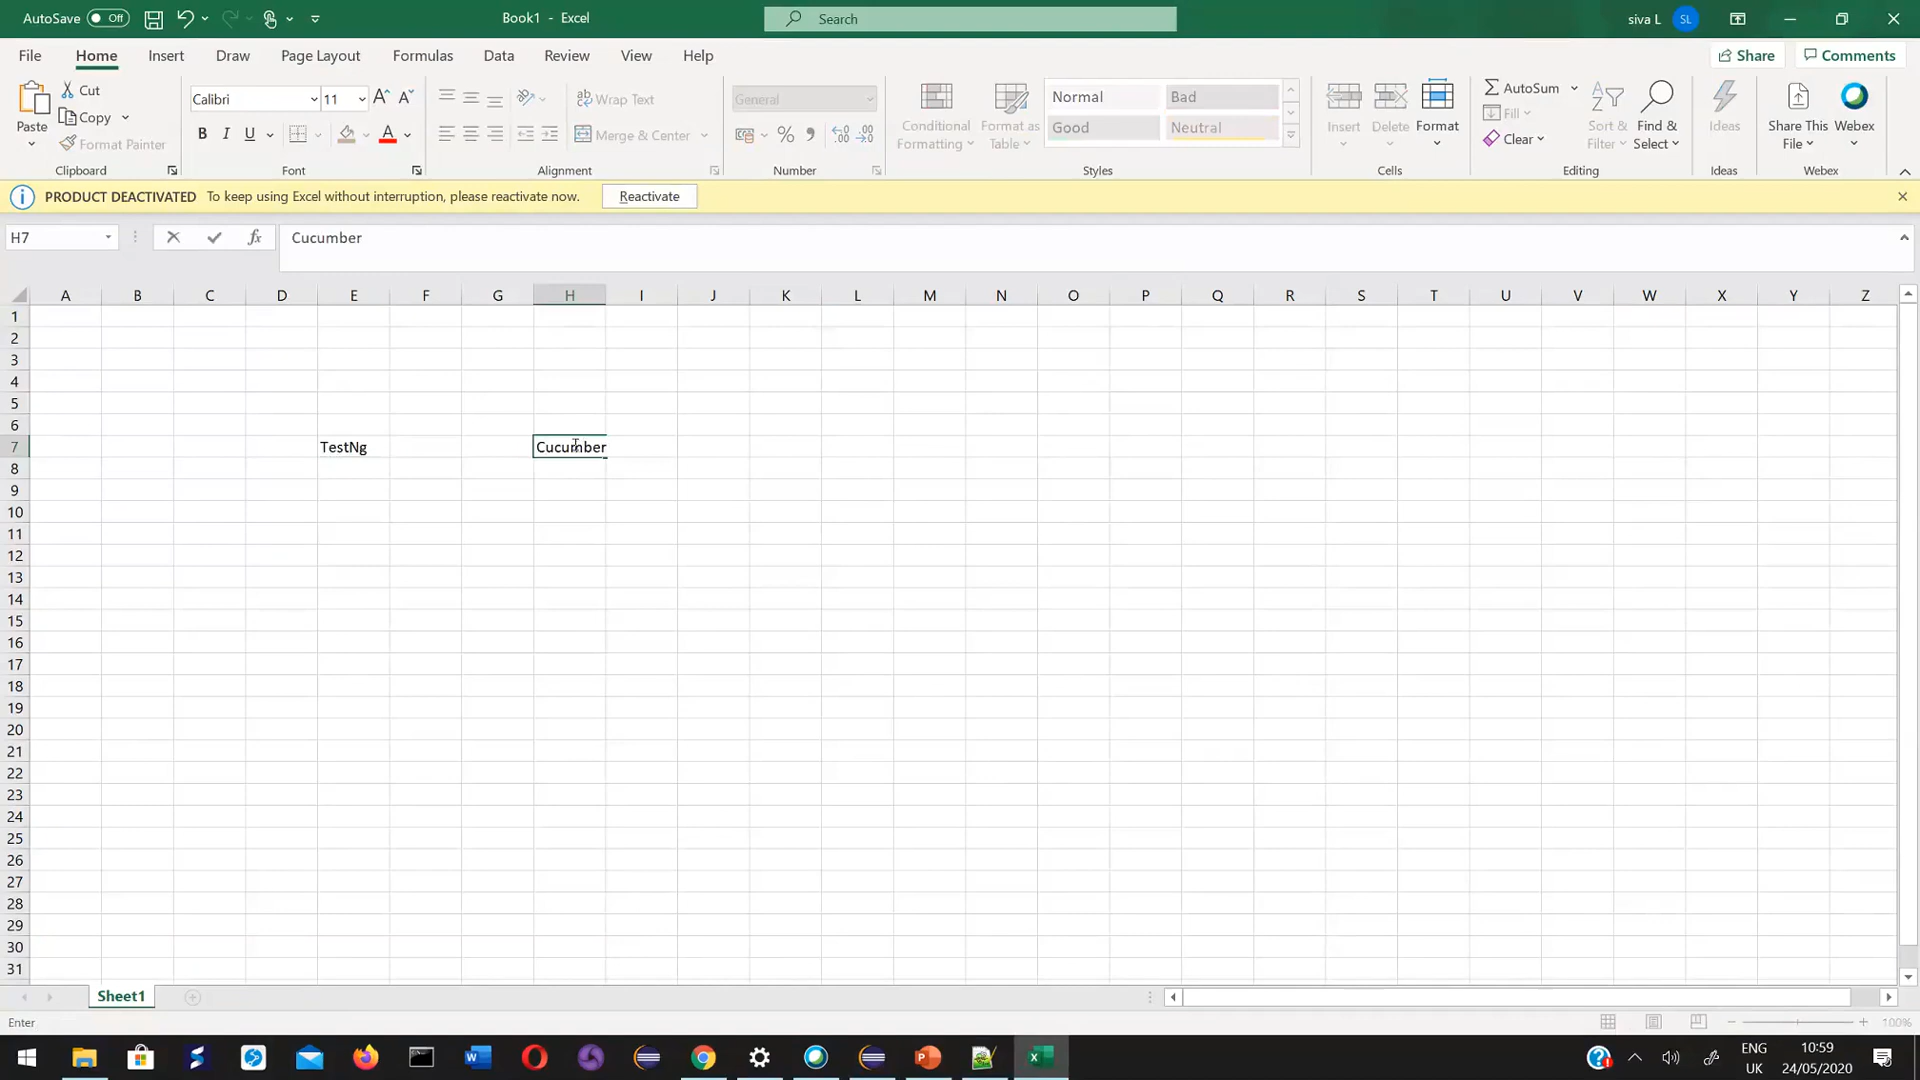 AutoSave Off Book1 - Excel Search siva L SL
File Home Insert Draw Page Layout Formulas Data Review View Help Share Comments
Paste Cut Copy Format Painter Clipboard
Calibri 11 B I U A Font
ab Wrap Text Merge & Center Alignment
General % Number
Conditional Formatting Format as Table Normal Bad Good Neutral Styles
Insert Delete Format Cells
AutoSum Fill Clear Sort & Filter Find & Select Editing
Ideas Ideas
Share This File Webex Webex
PRODUCT DEACTIVATED To keep using Excel without interruption, please reactivate now. Reactivate
H7 fx Cucumber
A B C D E F G H I J K L M N O P Q R S T U V W X Y Z
1
2
3
4
5
6
7 TestNg Cucumber
8
9
10
11
12
13
14
15
16
17
18
19
20
21
22
23
24
25
26
27
28
29
30
31
Sheet1
Enter 100%
ENG 10:59
UK 24/05/2020